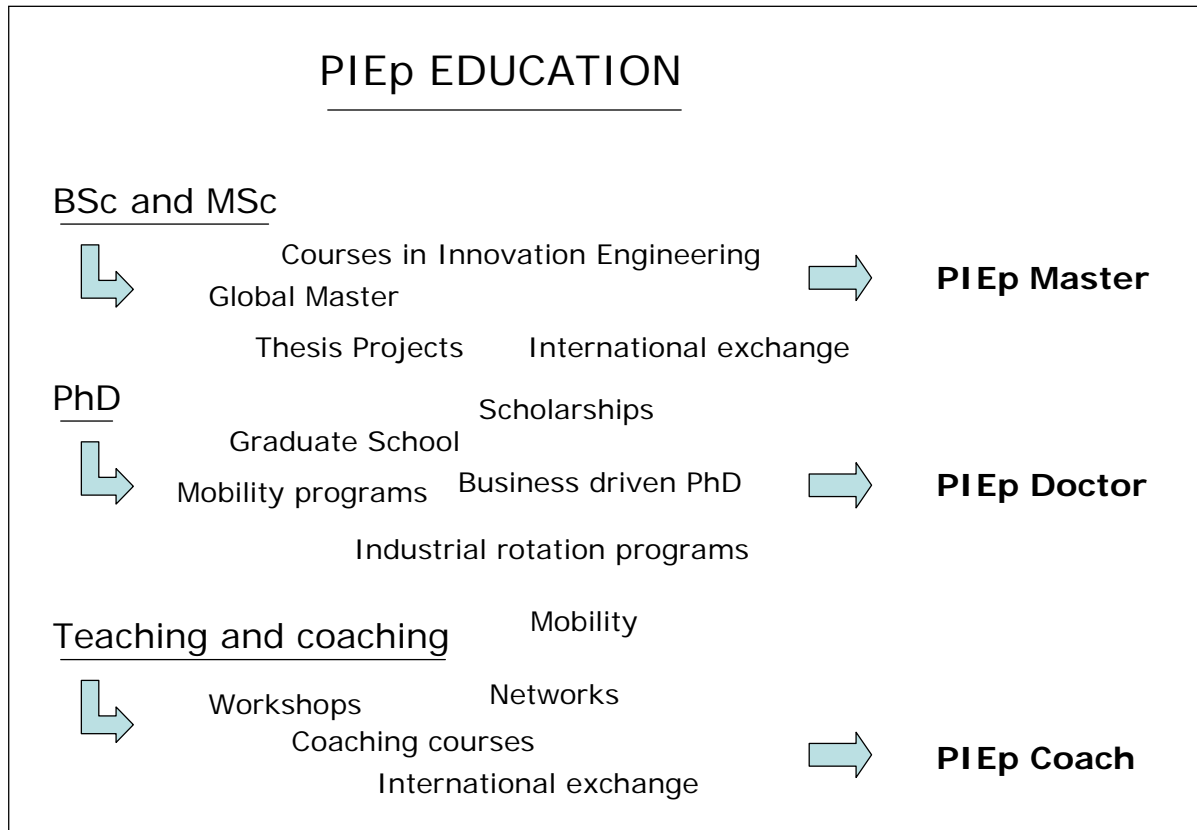 PIEp EDUCATION
BSc and MSc
Courses in Innovation Engineering
Global Master
PIEp Master
Thesis Projects
International exchange
PhD
Scholarships
Graduate School
Mobility programs
Business driven PhD
PIEp Doctor
Industrial rotation programs
Teaching and coaching
Mobility
Workshops
Networks
Coaching courses
International exchange
PIEp Coach